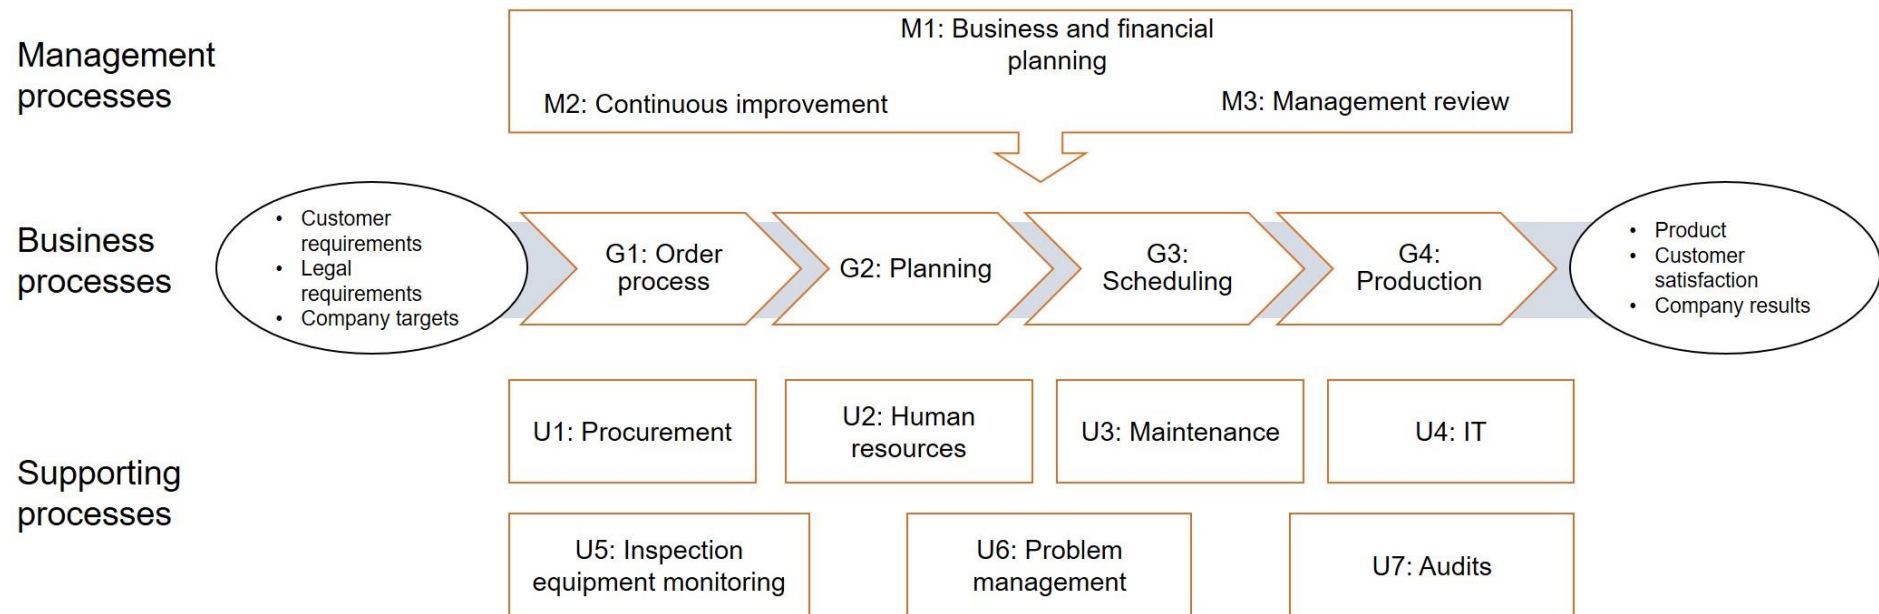 Management
processes
M1: Business and financial
planning
M2: Continuous improvement
M3: Management review
Business
processes
• Customer
requirements
• Legal
requirements
• Company targets
G1: Order
process
G2: Planning
G3:
Scheduling
G4:
Production
• Product
• Customer
satisfaction
• Company results
Supporting
processes
U1: Procurement
U2: Human
resources
U3: Maintenance
U4: IT
U5: Inspection
equipment monitoring
U6: Problem
management
U7: Audits